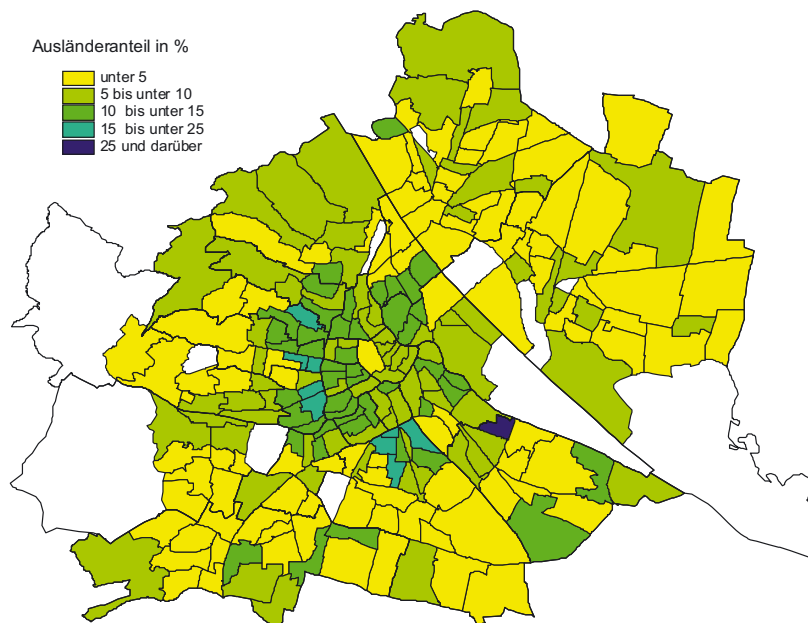 Ausländeranteil in %
unter 5
5 bis unter 10
10 bis unter 15
15 bis unter 25
25 und darüber